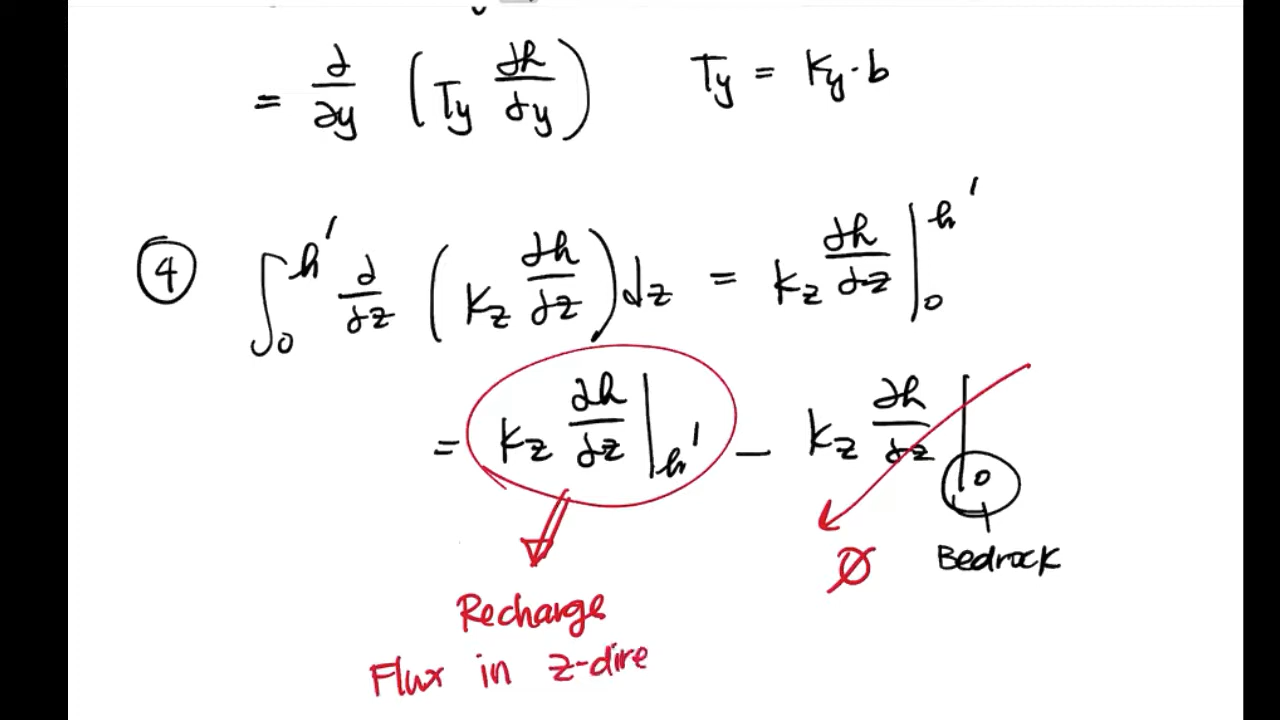 = ∂/∂y (Ty ∂h/∂y) Ty = Ky · b
④ ∫₀^h' ∂/∂z (Kz ∂h/∂z) dz = Kz ∂h/∂z |₀^h'
= Kz ∂h/∂z |h' − Kz ∂h/∂z |₀
∅ Bedrock
Recharge
Flux in z-dire